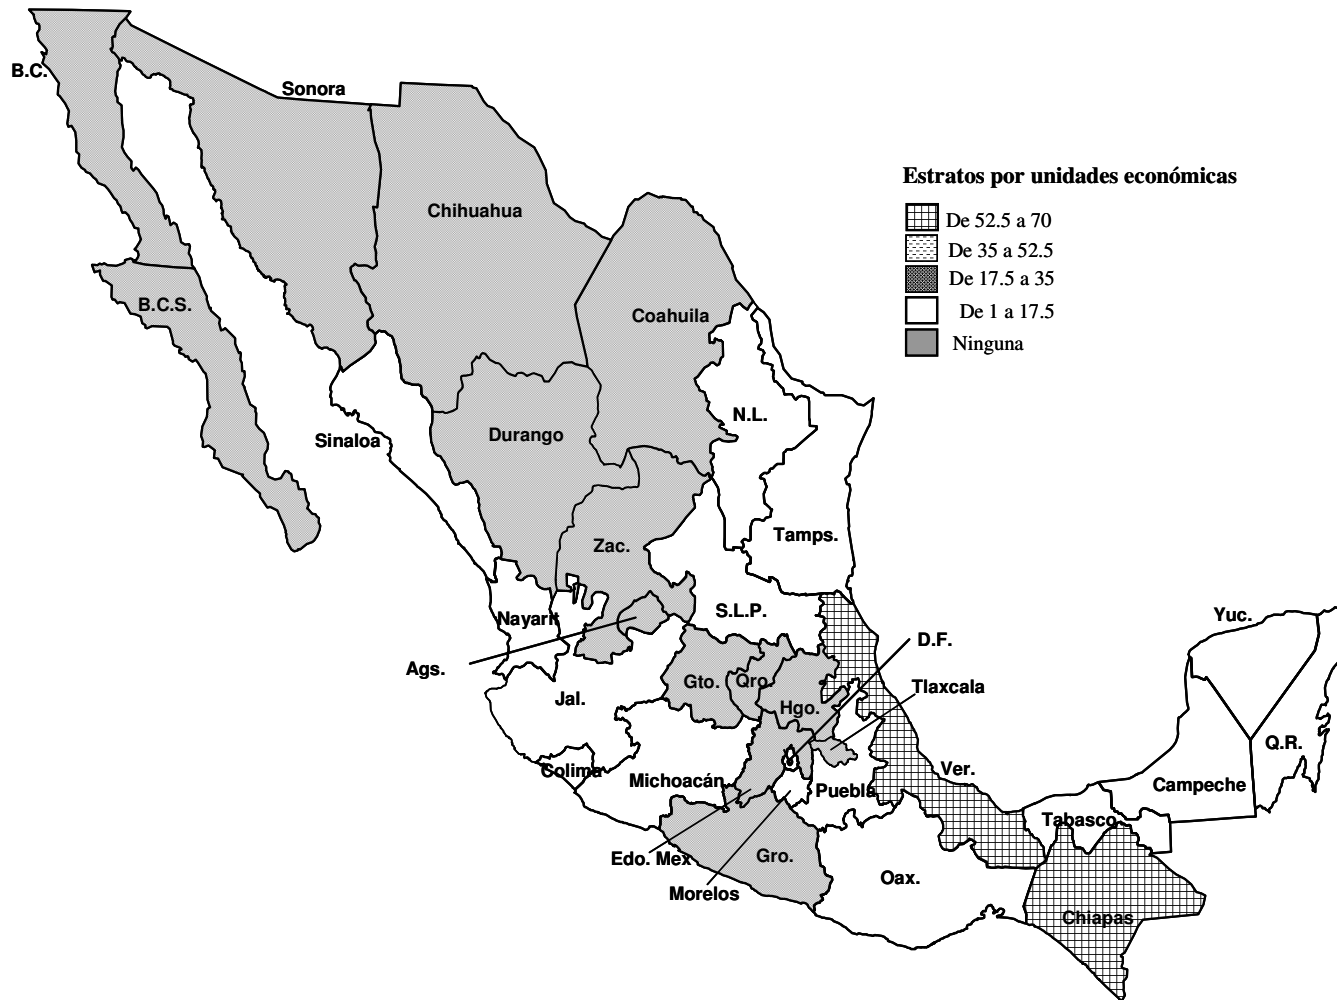 B.C.
Sonora
Chihuahua
Estratos por unidades económicas
De 52.5 a 70
De 35 a 52.5
De 17.5 a 35
De 1 a 17.5
Ninguna
B.C.S.
Coahuila
N.L.
Sinaloa
Durango
Tamps.
Zac.
S.L.P.
Nayarit
Yuc.
D.F.
Ags.
Gto.
Qro.
Tlaxcala
Jal.
Hgo.
Q.R.
Colima
Michoacán
Ver.
Puebla
Campeche
Tabasco
Edo. Mex
Gro.
Morelos
Oax.
Chiapas